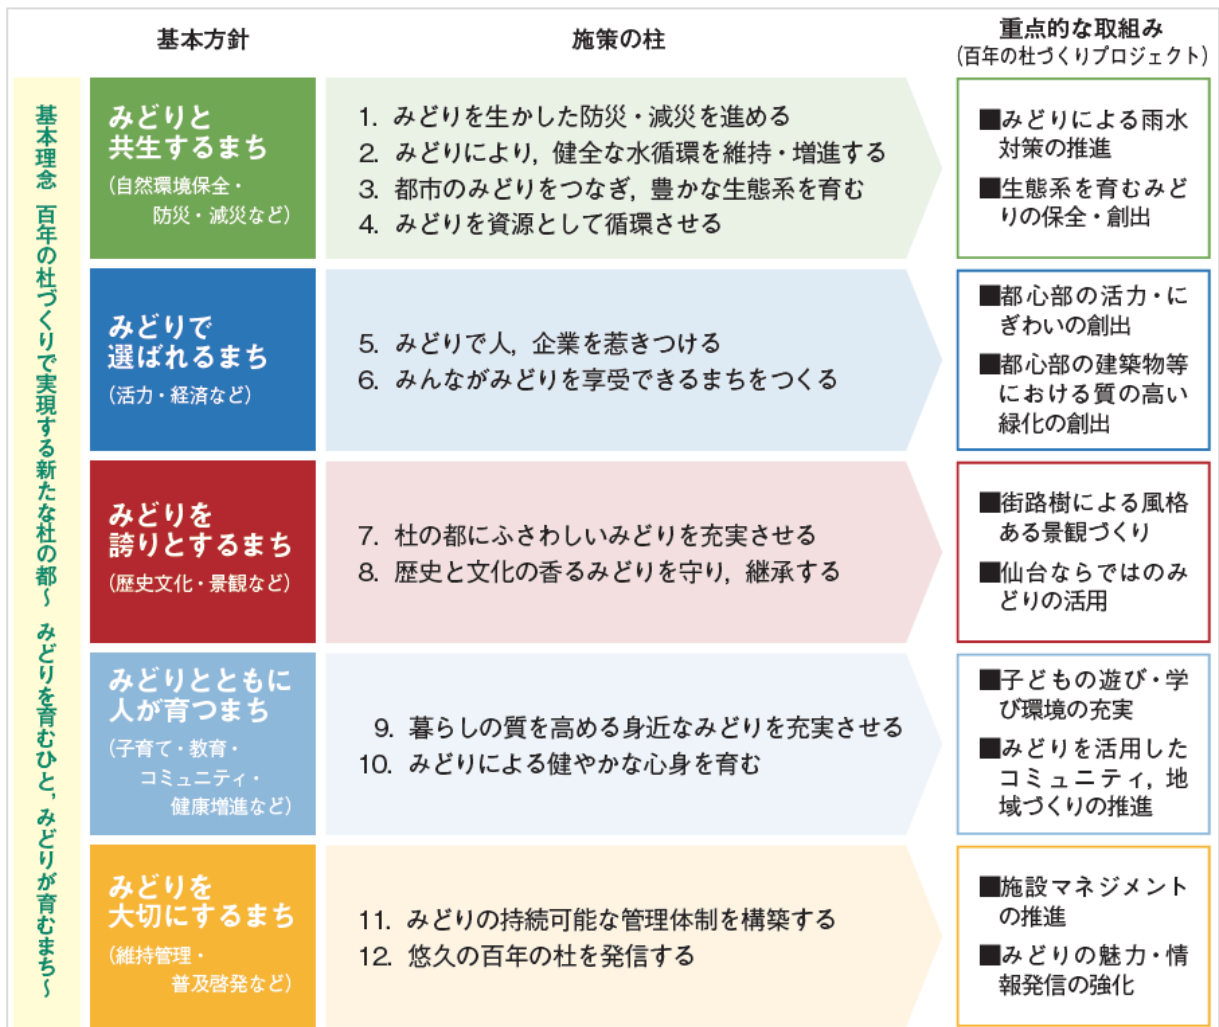 基本方針
施策の柱
重点的な取組み
(百年の杜づくりプロジェクト)
基本理念 百年の杜づくりで実現する新たな杜の都～ みどりを育むひと，みどりが育むまち～
みどりと
共生するまち
(自然環境保全・
防災・減災など)
1. みどりを生かした防災・減災を進める
2. みどりにより，健全な水循環を維持・増進する
3. 都市のみどりをつなぎ，豊かな生態系を育む
4. みどりを資源として循環させる
■みどりによる雨水
対策の推進
■生態系を育むみど
りの保全・創出
みどりで
選ばれるまち
(活力・経済など)
5. みどりで人，企業を惹きつける
6. みんながみどりを享受できるまちをつくる
■都心部の活力・に
ぎわいの創出
■都心部の建築物等
における質の高い
緑化の創出
みどりを
誇りとするまち
(歴史文化・景観など)
7. 杜の都にふさわしいみどりを充実させる
8. 歴史と文化の香るみどりを守り，継承する
■街路樹による風格
ある景観づくり
■仙台ならではのみ
どりの活用
みどりとともに
人が育つまち
(子育て・教育・
コミュニティ・
健康増進など)
9. 暮らしの質を高める身近なみどりを充実させる
10. みどりによる健やかな心身を育む
■子どもの遊び・学
び環境の充実
■みどりを活用した
コミュニティ，地
域づくりの推進
みどりを
大切にするまち
(維持管理・
普及啓発など)
11. みどりの持続可能な管理体制を構築する
12. 悠久の百年の杜を発信する
■施設マネジメント
の推進
■みどりの魅力・情
報発信の強化